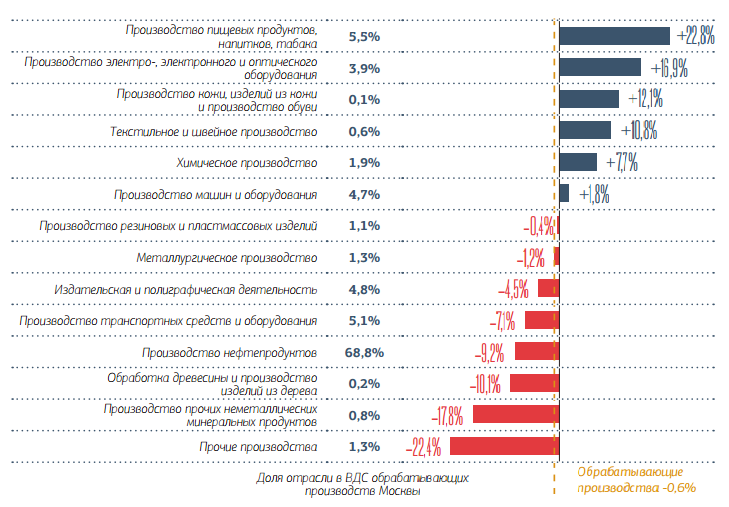 Производство пищевых продуктов,
напитков, табака
5,5%
+22,8%
Производство электро-, электронного и оптического
оборудования
3,9%
+16,9%
Производство кожи, изделий из кожи
и производство обуви
0,1%
+12,1%
Текстильное и швейное производство
0,6%
+10,8%
Химическое производство
1,9%
+7,7%
Производство машин и оборудования
4,7%
+1,8%
Производство резиновых и пластмассовых изделий
1,1%
–0,4%
Металлургическое производство
1,3%
–1,2%
Издательская и полиграфическая деятельность
4,8%
–4,5%
Производство транспортных средств и оборудования
5,1%
–7,1%
Производство нефтепродуктов
68,8%
–9,2%
Обработка древесины и производство
изделий из дерева
0,2%
–10,1%
Производство прочих неметаллических
минеральных продуктов
0,8%
–17,8%
Прочие производства
1,3%
–22,4%
Доля отрасли в ВДС обрабатывающих
производств Москвы
Обрабатывающие
производства -0,6%